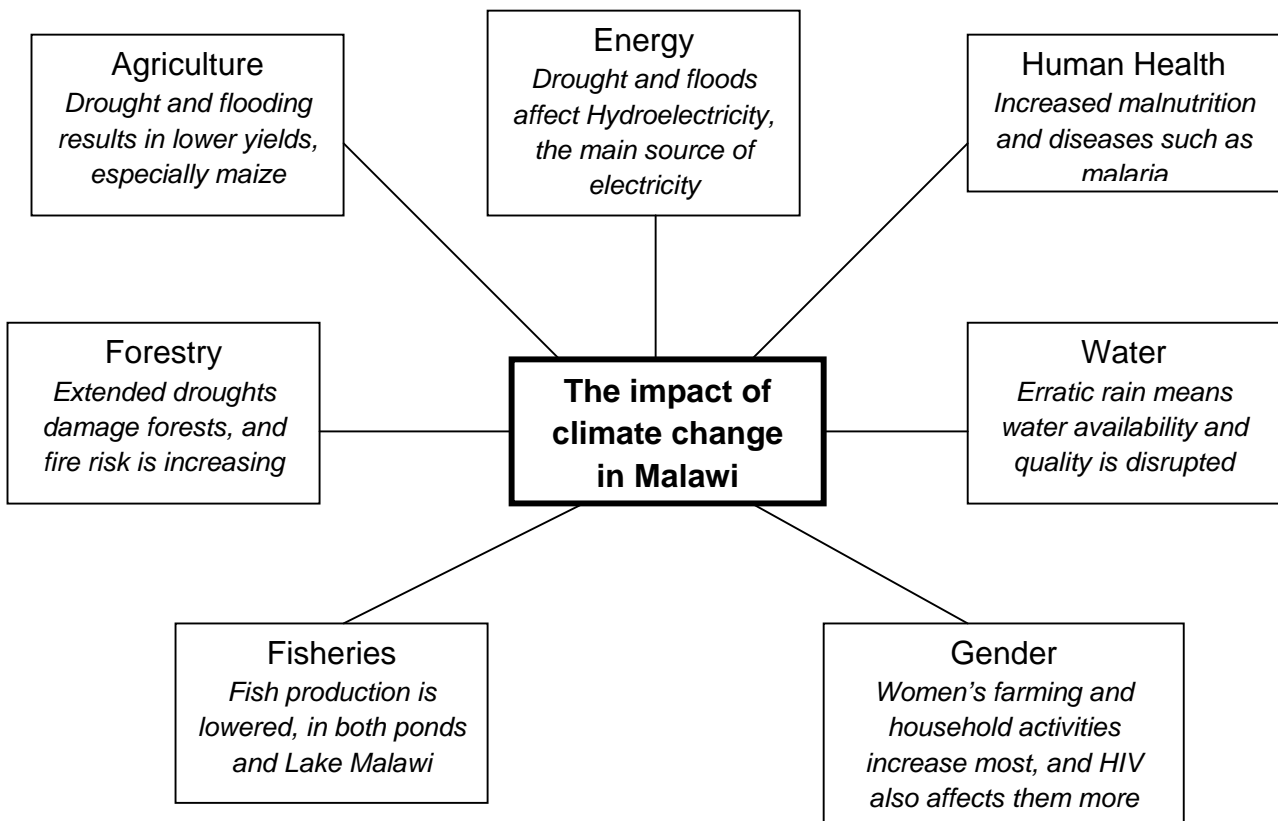 Agriculture
Drought and flooding
results in lower yields,
especially maize
Energy
Drought and floods
affect Hydroelectricity,
the main source of
electricity
Human Health
Increased malnutrition
and diseases such as
malaria
Forestry
Extended droughts
damage forests, and
fire risk is increasing
The impact of
climate change
in Malawi
Water
Erratic rain means
water availability and
quality is disrupted
Fisheries
Fish production is
lowered, in both ponds
and Lake Malawi
Gender
Women’s farming and
household activities
increase most, and HIV
also affects them more